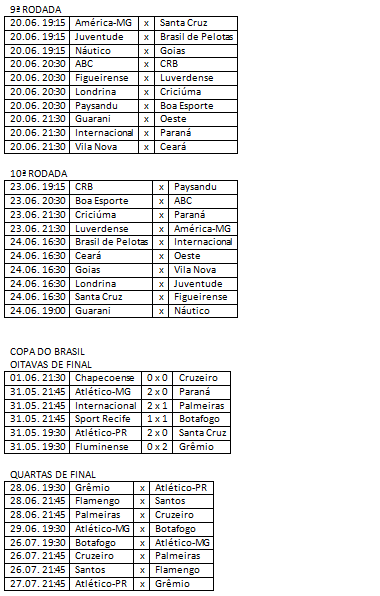 9ª RODADA
20.06. 19:15 América-MG x Santa Cruz
20.06. 19:15 Juventude x Brasil de Pelotas
20.06. 19:15 Náutico x Goias
20.06. 20:30 ABC x CRB
20.06. 20:30 Figueirense x Luverdense
20.06. 20:30 Londrina x Criciúma
20.06. 20:30 Paysandu x Boa Esporte
20.06. 21:30 Guarani x Oeste
20.06. 21:30 Internacional x Paraná
20.06. 21:30 Vila Nova x Ceará
10ª RODADA
23.06. 19:15 CRB x Paysandu
23.06. 20:30 Boa Esporte x ABC
23.06. 21:30 Criciúma x Paraná
23.06. 21:30 Luverdense x América-MG
24.06. 16:30 Brasil de Pelotas x Internacional
24.06. 16:30 Ceará x Oeste
24.06. 16:30 Goias x Vila Nova
24.06. 16:30 Londrina x Juventude
24.06. 16:30 Santa Cruz x Figueirense
24.06. 19:00 Guarani x Náutico
COPA DO BRASIL
OITAVAS DE FINAL
01.06. 21:30 Chapecoense 0 x 0 Cruzeiro
31.05. 21:45 Atlético-MG 2 x 0 Paraná
31.05. 21:45 Internacional 2 x 1 Palmeiras
31.05. 21:45 Sport Recife 1 x 1 Botafogo
31.05. 19:30 Atlético-PR 2 x 0 Santa Cruz
31.05. 19:30 Fluminense 0 x 2 Grêmio
QUARTAS DE FINAL
28.06. 19:30 Grêmio x Atlético-PR
28.06. 21:45 Flamengo x Santos
28.06. 21:45 Palmeiras x Cruzeiro
29.06. 19:30 Atlético-MG x Botafogo
26.07. 19:30 Botafogo x Atlético-MG
26.07. 21:45 Cruzeiro x Palmeiras
26.07. 21:45 Santos x Flamengo
27.07. 21:45 Atlético-PR x Grêmio